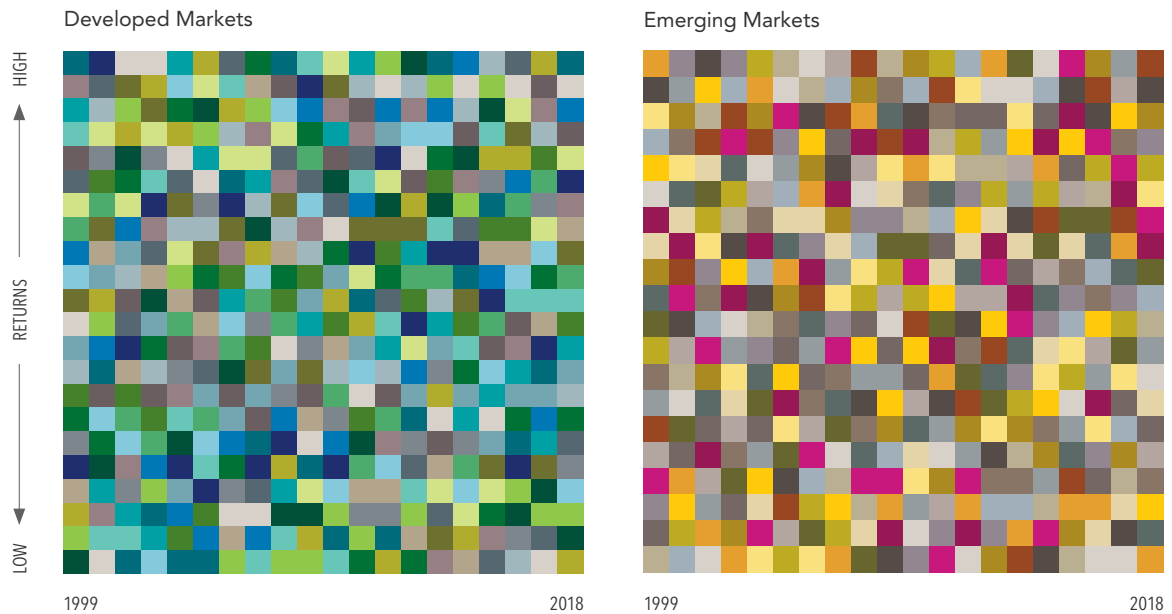 Developed Markets
Emerging Markets
HIGH
RETURNS
LOW
1999
2018
1999
2018